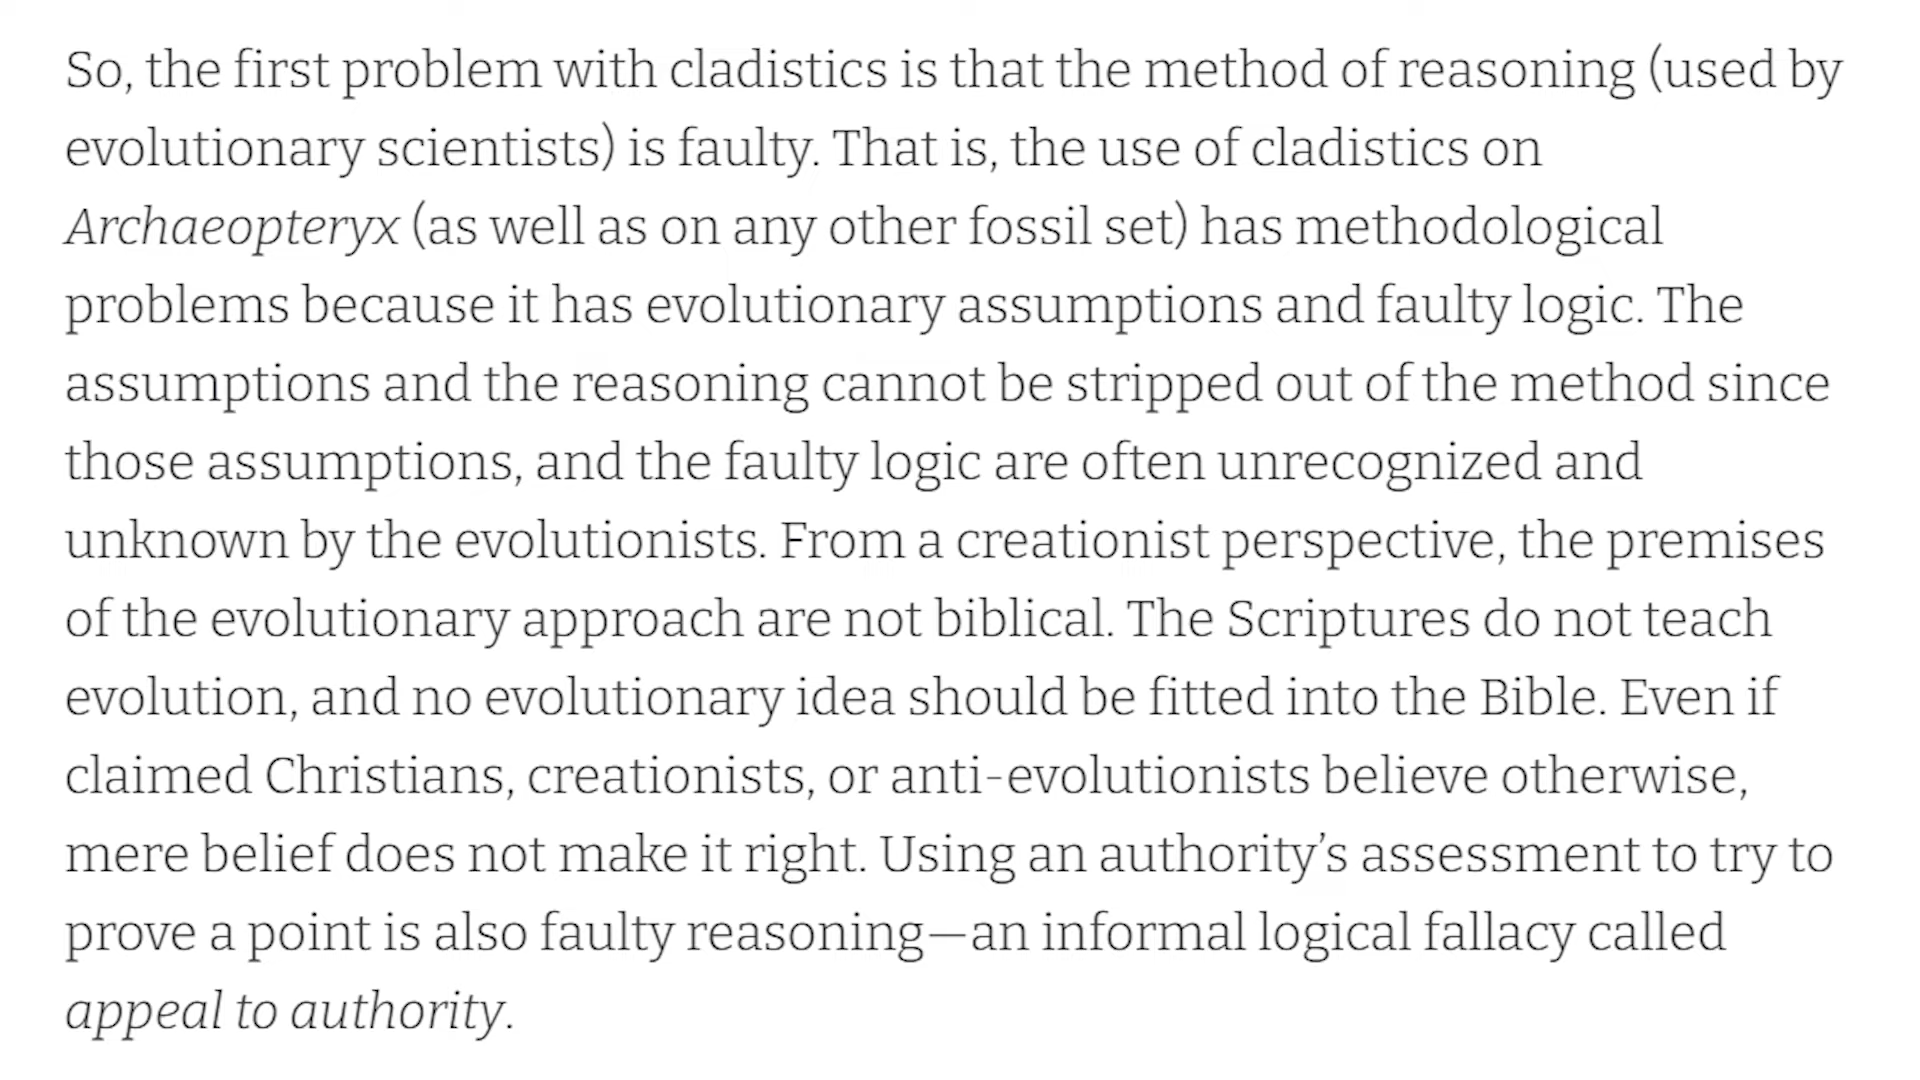 So, the first problem with cladistics is that the method of reasoning (used by
evolutionary scientists) is faulty. That is, the use of cladistics on
Archaeopteryx (as well as on any other fossil set) has methodological
problems because it has evolutionary assumptions and faulty logic. The
assumptions and the reasoning cannot be stripped out of the method since
those assumptions, and the faulty logic are often unrecognized and
unknown by the evolutionists. From a creationist perspective, the premises
of the evolutionary approach are not biblical. The Scriptures do not teach
evolution, and no evolutionary idea should be fitted into the Bible. Even if
claimed Christians, creationists, or anti-evolutionists believe otherwise,
mere belief does not make it right. Using an authority’s assessment to try to
prove a point is also faulty reasoning—an informal logical fallacy called
appeal to authority.